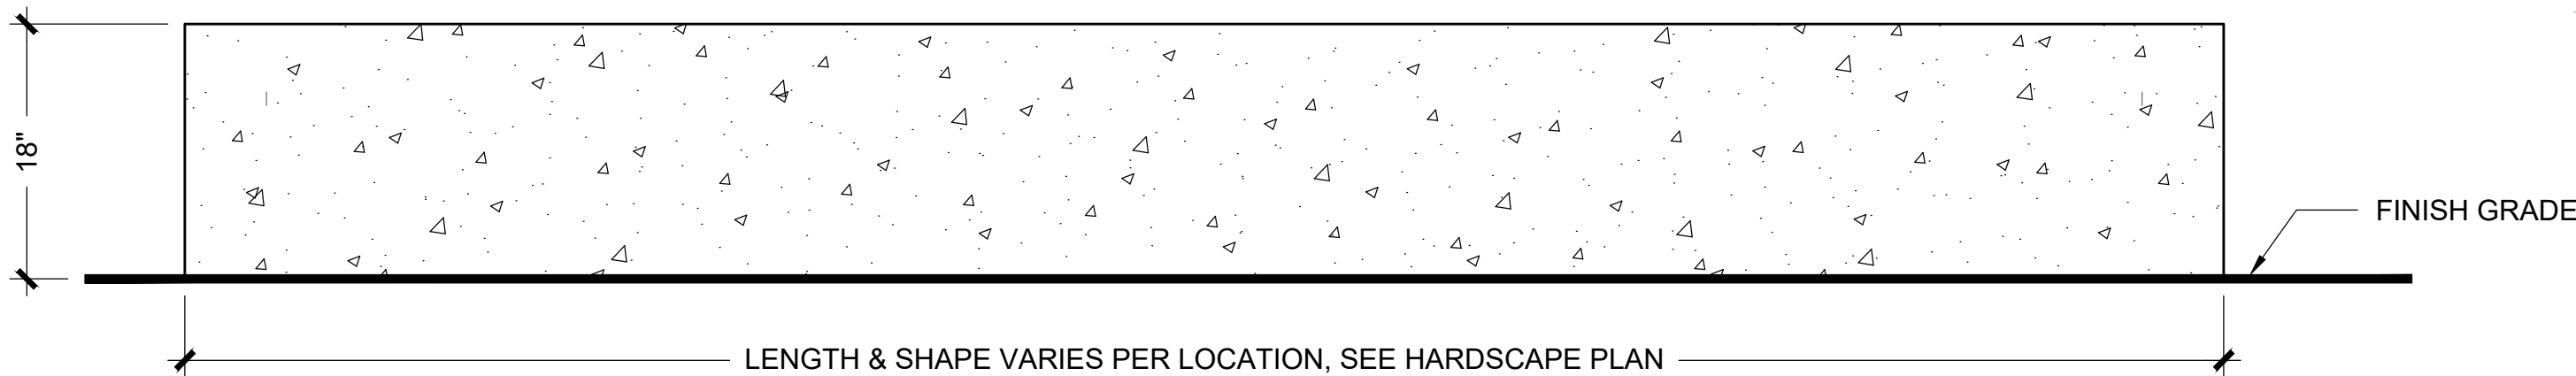 18"
FINISH GRADE
LENGTH & SHAPE VARIES PER LOCATION, SEE HARDSCAPE PLAN